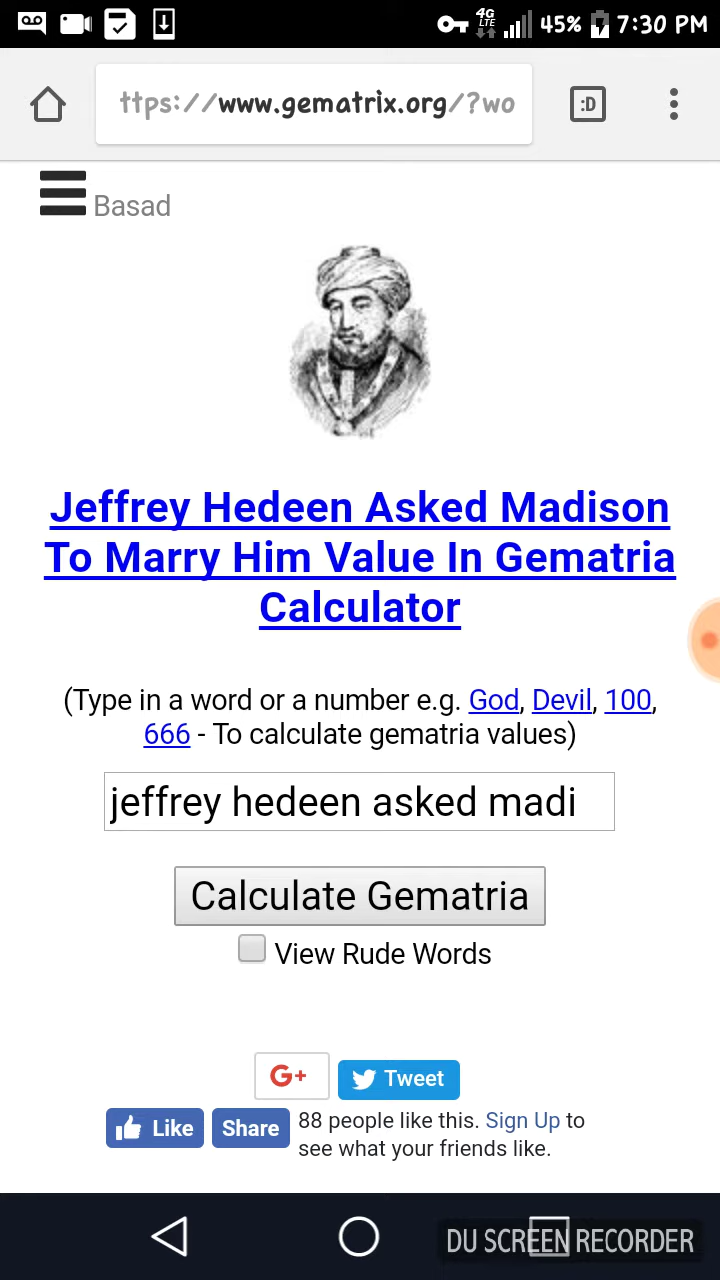 4G
LTE
45%
7:30 PM
ttps://www.gematrix.org/?wo
:D
Basad
Jeffrey Hedeen Asked Madison
To Marry Him Value In Gematria
Calculator
(Type in a word or a number e.g. God, Devil, 100,
666 - To calculate gematria values)
jeffrey hedeen asked madi
Calculate Gematria
View Rude Words
G+
Tweet
Like
Share
88 people like this. Sign Up to
see what your friends like.
DU SCREEN RECORDER